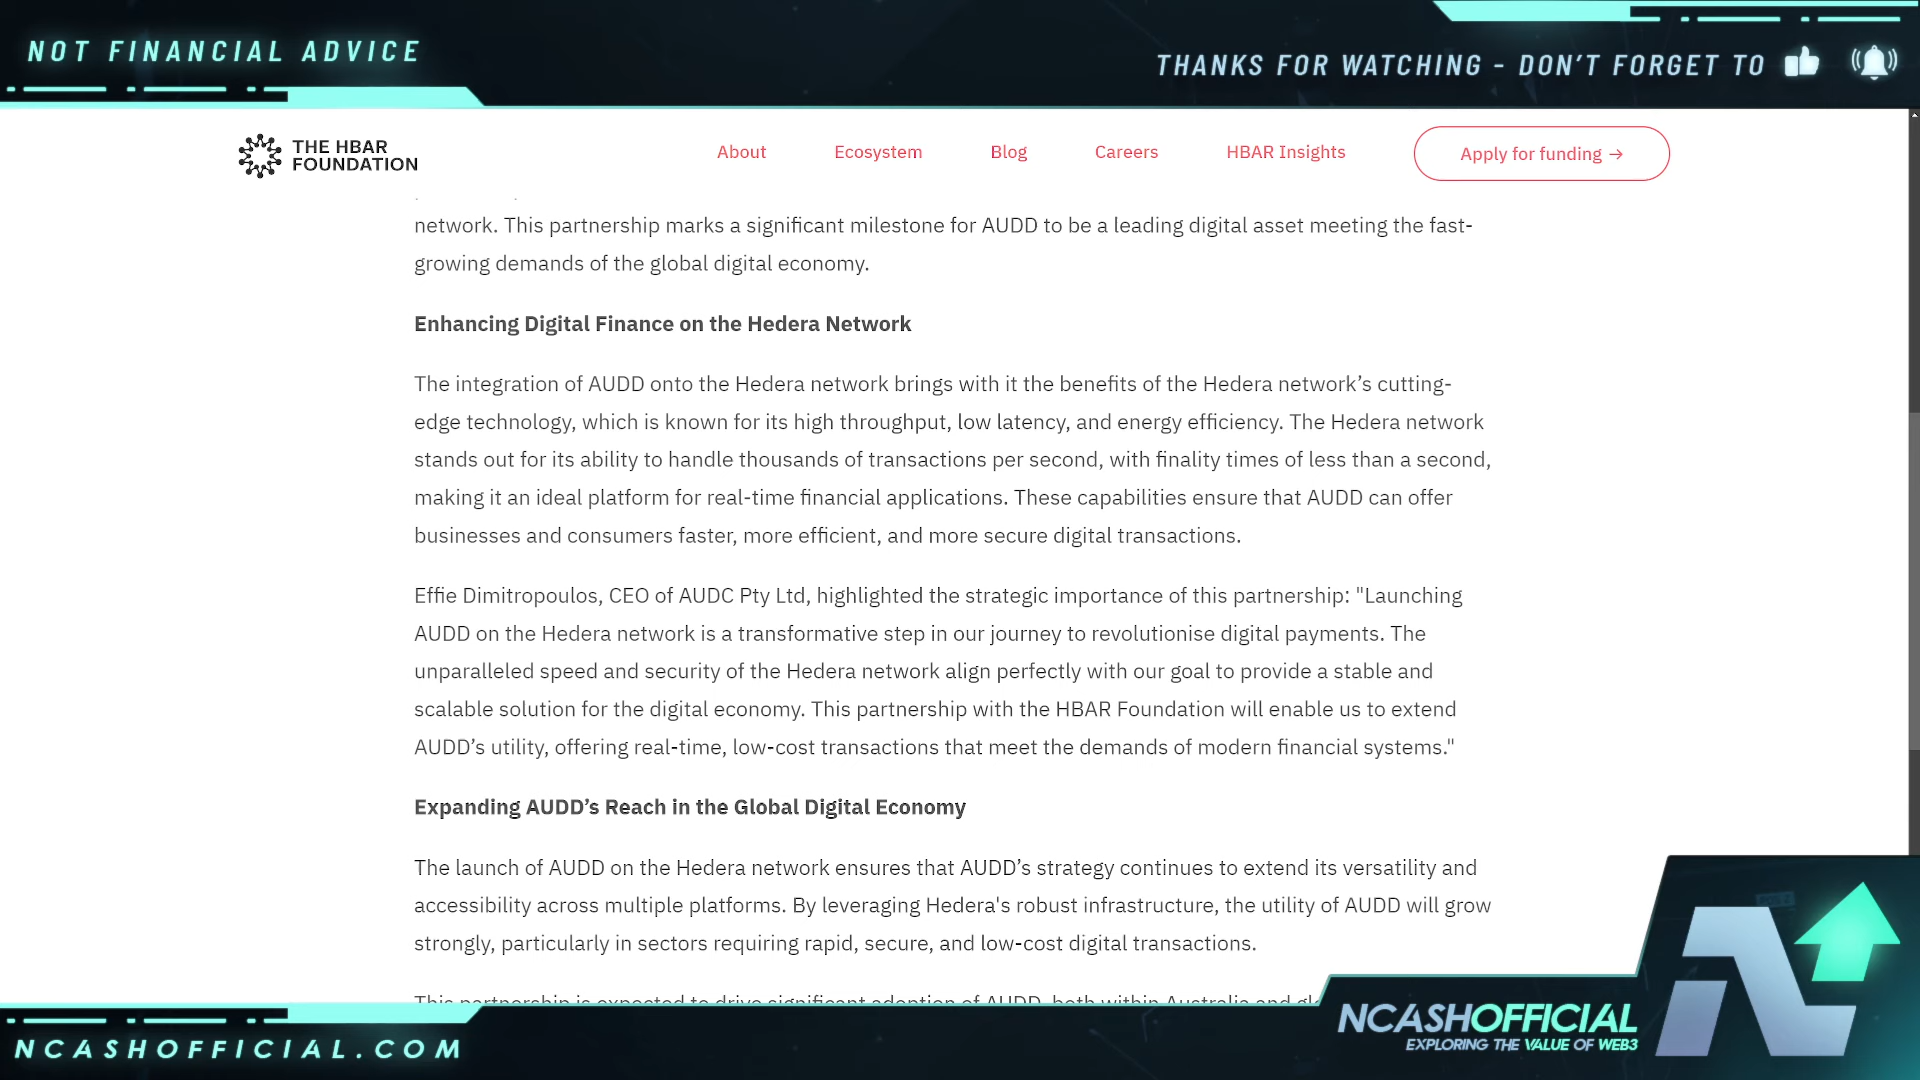 NOT FINANCIAL ADVICE
THANKS FOR WATCHING - DON'T FORGET TO
THE HBAR
FOUNDATION
About
Ecosystem
Blog
Careers
HBAR Insights
Apply for funding →
network. This partnership marks a significant milestone for AUDD to be a leading digital asset meeting the fast-
growing demands of the global digital economy.
Enhancing Digital Finance on the Hedera Network
The integration of AUDD onto the Hedera network brings with it the benefits of the Hedera network’s cutting-
edge technology, which is known for its high throughput, low latency, and energy efficiency. The Hedera network
stands out for its ability to handle thousands of transactions per second, with finality times of less than a second,
making it an ideal platform for real-time financial applications. These capabilities ensure that AUDD can offer
businesses and consumers faster, more efficient, and more secure digital transactions.
Effie Dimitropoulos, CEO of AUDC Pty Ltd, highlighted the strategic importance of this partnership: "Launching
AUDD on the Hedera network is a transformative step in our journey to revolutionise digital payments. The
unparalleled speed and security of the Hedera network align perfectly with our goal to provide a stable and
scalable solution for the digital economy. This partnership with the HBAR Foundation will enable us to extend
AUDD’s utility, offering real-time, low-cost transactions that meet the demands of modern financial systems."
Expanding AUDD’s Reach in the Global Digital Economy
The launch of AUDD on the Hedera network ensures that AUDD’s strategy continues to extend its versatility and
accessibility across multiple platforms. By leveraging Hedera's robust infrastructure, the utility of AUDD will grow
strongly, particularly in sectors requiring rapid, secure, and low-cost digital transactions.
This partnership is expected to drive significant adoption of AUDD, both within Australia and
NCASHOFFICIAL
EXPLORING THE VALUE OF WEB3
NCASHOFFICIAL.COM